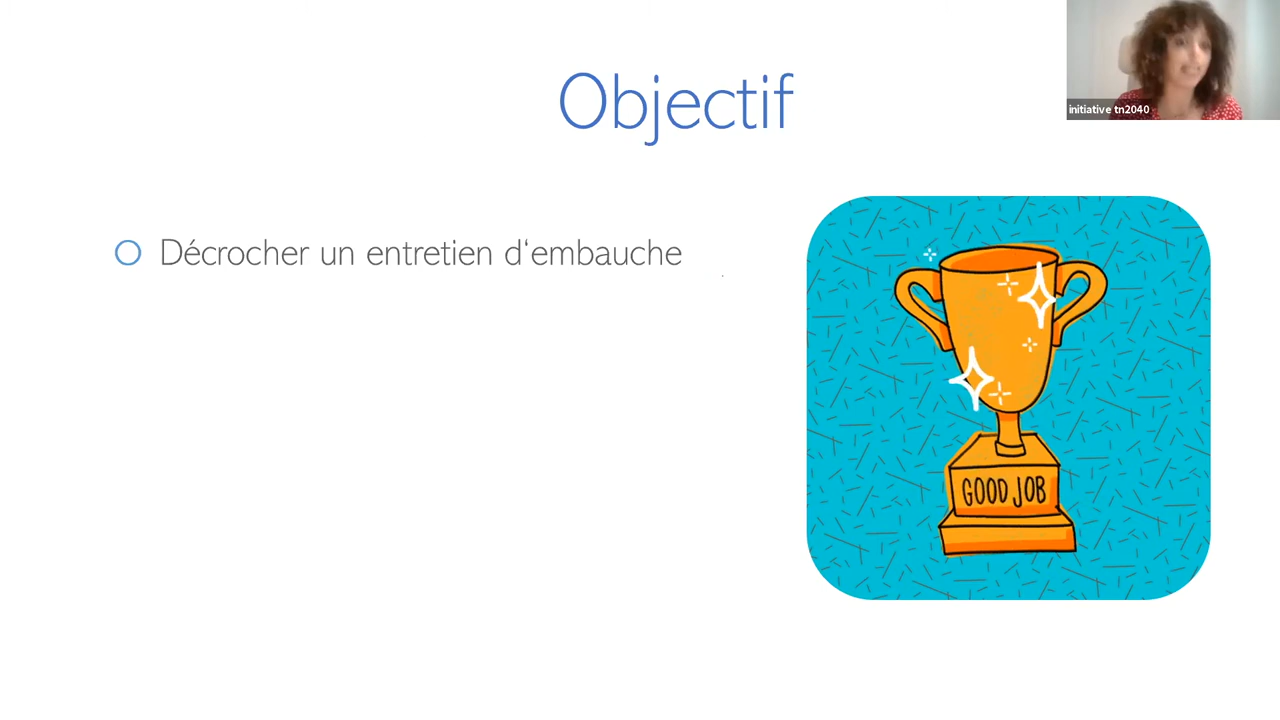 Objectif
initiative tn2040
Décrocher un entretien d‘embauche
GOOD JOB